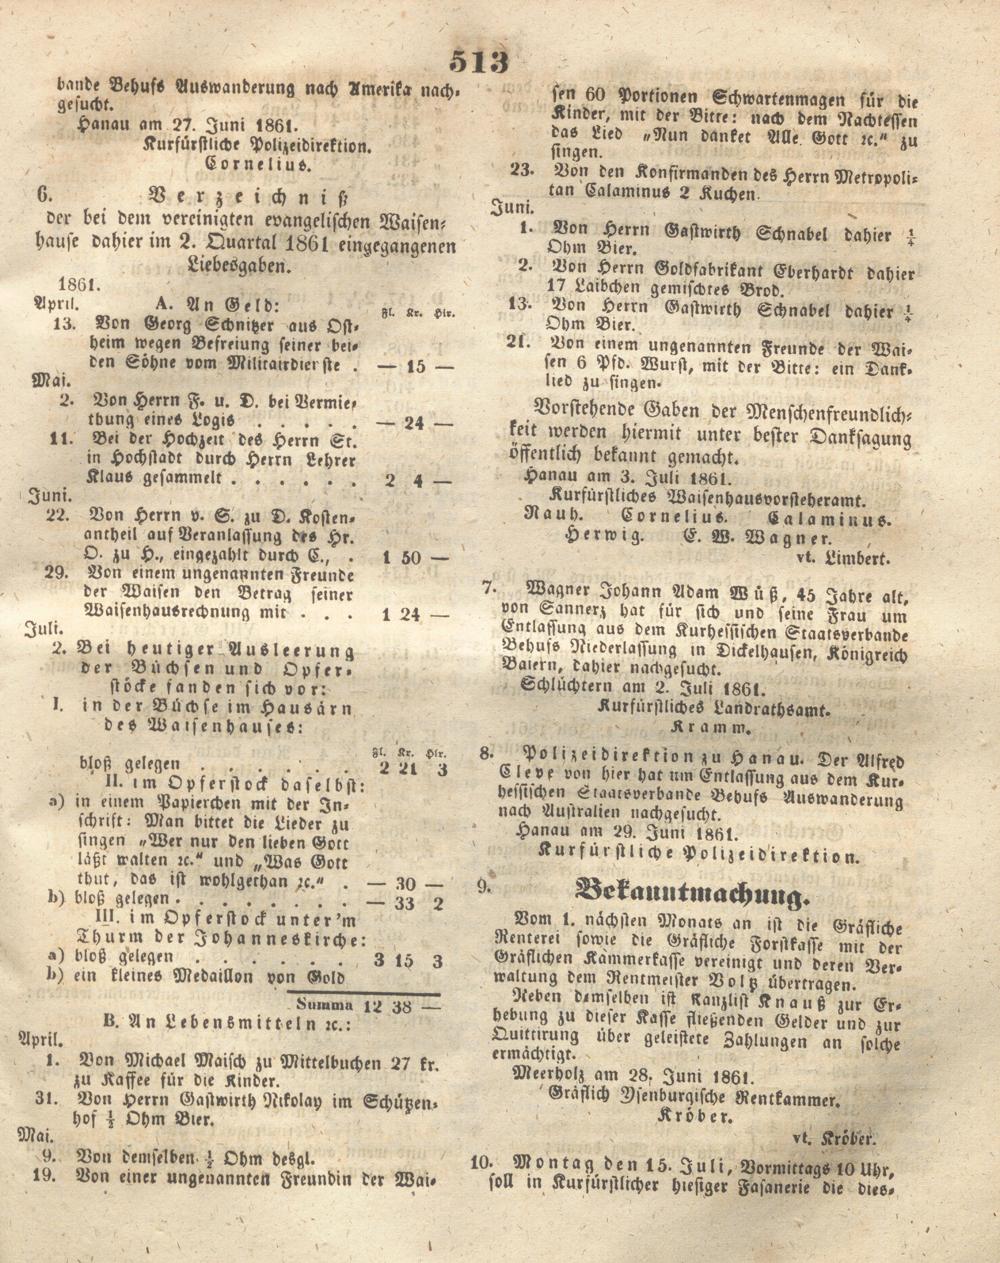 513
bande Behufs Auswanderung nach Amerika nach-
gesucht.
Hanau am 27. Juni 1861.
Kurfürstliche Polizeidirektion.
Cornelius.
6. Verzeichniß
der bei dem vereinigten evangelischen Waisen-
hause dahier im 2. Quartal 1861 eingegangenen
Liebesgaben.
1861.
April. A. An Geld: Fl. Kr. Hlr.
13. Von Georg Schnitzer aus Ost-
heim wegen Befreiung seiner bei-
den Söhne vom Militairdienste . — 15 —
Mai.
2. Von Herrn F. u. D. bei Vermie-
thung eines Logis . . . . . — 24 —
11. Bei der Hochzeit des Herrn St.
in Hochstadt durch Herrn Lehrer
Klaus gesammelt . . . . . . 2 4 —
Juni.
22. Von Herrn v. S. zu D. Kosten-
antheil auf Veranlassung des Hr.
O. zu H., eingezahlt durch C., . 1 50 —
29. Von einem ungenannten Freunde
der Waisen den Betrag seiner
Waisenhausrechnung mit . . . 1 24 —
Juli.
2. Bei heutiger Ausleerung
der Büchsen und Opfer-
stöcke fanden sich vor:
I. in der Büchse im Hausärn
des Waisenhauses:
Fl. Kr. Hlr.
bloß gelegen . . . . . . . 2 21 3
II. im Opferstock daselbst:
a) in einem Papierchen mit der In-
schrift: Man bittet die Lieder zu
singen „Wer nur den lieben Gott
läßt walten ꝛc.“ und „Was Gott
thut, das ist wohlgethan ꝛc.“ . — 30 —
b) bloß gelegen . . . . . . . — 33 2
III. im Opferstock unter'm
Thurm der Johanneskirche:
a) bloß gelegen . . . . . . 3 15 3
b) ein kleines Medaillon von Gold
Summa 12 38 —
B. An Lebensmitteln ꝛc.:
April.
1. Von Michael Maisch zu Mittelbuchen 27 kr.
zu Kaffee für die Kinder.
31. Von Herrn Gastwirth Nikolay im Schützen-
hof ½ Ohm Bier.
Mai.
9. Von demselben ½ Ohm desgl.
19. Von einer ungenannten Freundin der Wai-
sen 60 Portionen Schwartenmagen für die
Kinder, mit der Bitte: nach dem Nachtessen
das Lied „Nun danket Alle Gott ꝛc.“ zu
singen.
23. Von den Konfirmanden des Herrn Metropoli-
tan Calaminus 2 Kuchen.
Juni.
1. Von Herrn Gastwirth Schnabel dahier ¼
Ohm Bier.
2. Von Herrn Goldfabrikant Eberhardt dahier
17 Laibchen gemischtes Brod.
13. Von Herrn Gastwirth Schnabel dahier ¼
Ohm Bier.
21. Von einem ungenannten Freunde der Wai-
sen 6 Pfd. Wurst, mit der Bitte: ein Dank-
lied zu singen.
Vorstehende Gaben der Menschenfreundlich-
keit werden hiermit unter bester Danksagung
öffentlich bekannt gemacht.
Hanau am 3. Juli 1861.
Kurfürstliches Waisenhausvorsteheramt.
Rauh. Cornelius. Calaminus.
Herwig. C. W. Wagner.
vt. Limbert.
7. Wagner Johann Adam Wüß, 45 Jahre alt,
von Sannerz hat für sich und seine Frau um
Entlassung aus dem Kurhessischen Staatsverbande
Behufs Niederlassung in Dickelhausen, Königreich
Baiern, dahier nachgesucht.
Schlüchtern am 2. Juli 1861.
Kurfürstliches Landrathsamt.
Kramm.
8. Polizeidirektion zu Hanau. Der Alfred
Cleve von hier hat um Entlassung aus dem Kur-
hessischen Staatsverbande Behufs Auswanderung
nach Australien nachgesucht.
Hanau am 29. Juni 1861.
Kurfürstliche Polizeidirektion.
9. Bekanntmachung.
Vom 1. nächsten Monats an ist die Gräfliche
Renterei sowie die Gräfliche Forstkasse mit der
Gräflichen Kammerkasse vereinigt und deren Ver-
waltung dem Rentmeister Voltz übertragen.
Neben demselben ist Kanzlist Knauß zur Er-
hebung zu dieser Kasse fließenden Gelder und zur
Quittirung über geleistete Zahlungen an solche
ermächtigt.
Meerholz am 28. Juni 1861.
Gräflich Ysenburgische Rentkammer.
Kröber.
vt. Kröber.
10. Montag den 15. Juli, Vormittags 10 Uhr,
soll in Kurfürstlicher hiesiger Fasanerie die dies-